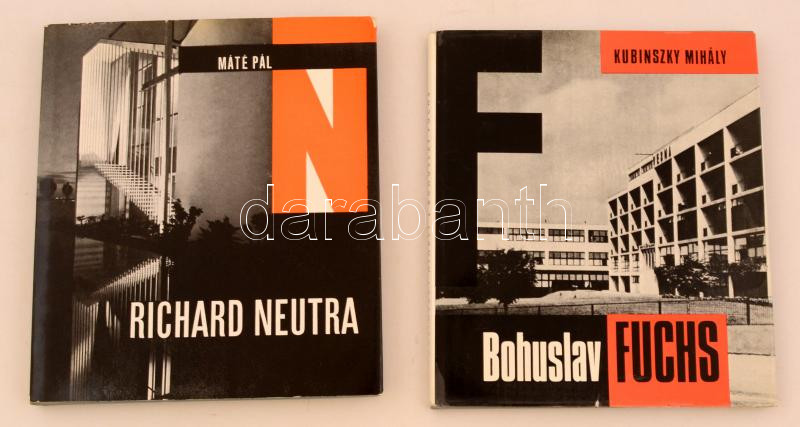 MÁTÉ PÁL
N
RICHARD NEUTRA
F
KUBINSZKY MIHÁLY
Bohuslav FUCHS
darabanth